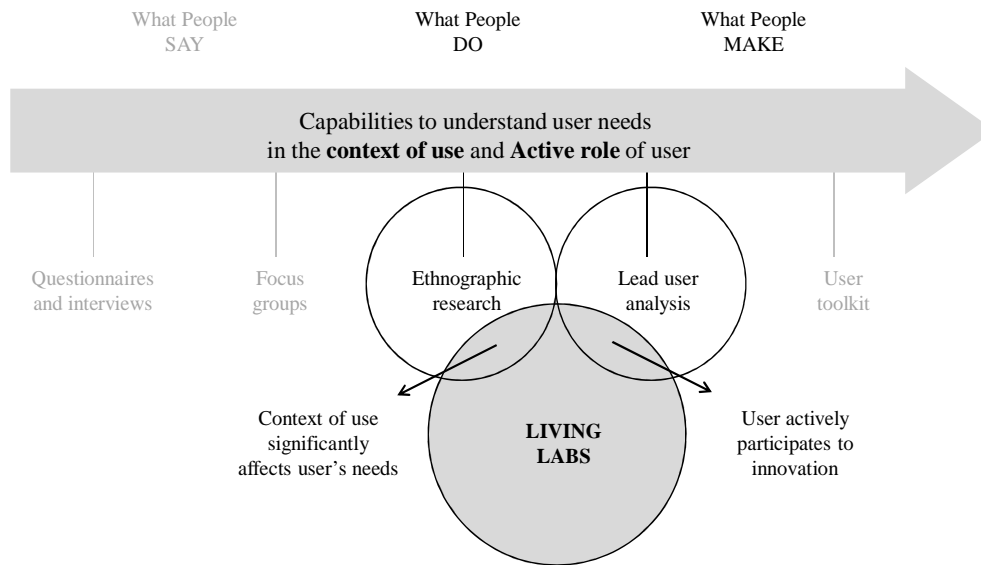 What People
SAY
What People
DO
What People
MAKE
Capabilities to understand user needs
in the context of use and Active role of user
Questionnaires
and interviews
Focus
groups
Ethnographic
research
Lead user
analysis
User
toolkit
Context of use
significantly
affects user’s needs
LIVING
LABS
User actively
participates to
innovation